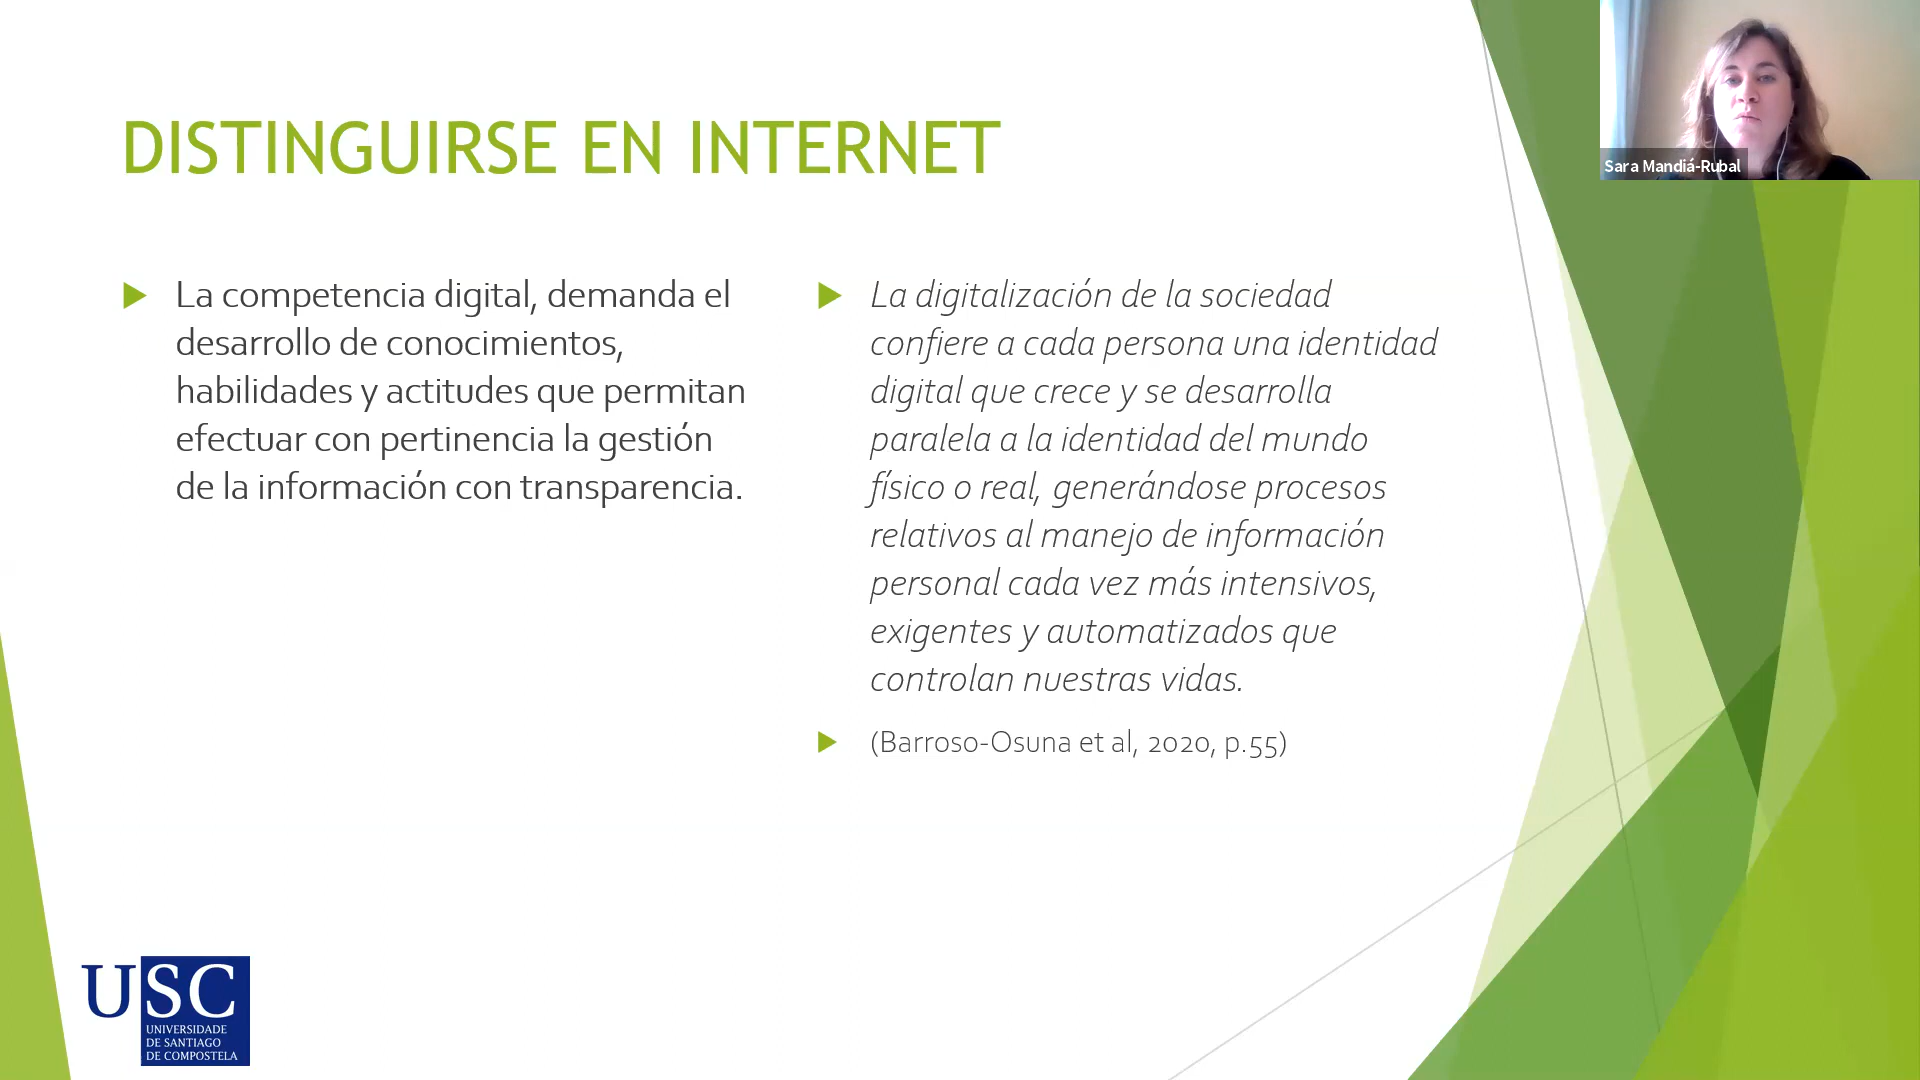 DISTINGUIRSE EN INTERNET
La competencia digital, demanda el
desarrollo de conocimientos,
habilidades y actitudes que permitan
efectuar con pertinencia la gestión
de la información con transparencia.
La digitalización de la sociedad
confiere a cada persona una identidad
digital que crece y se desarrolla
paralela a la identidad del mundo
físico o real, generándose procesos
relativos al manejo de información
personal cada vez más intensivos,
exigentes y automatizados que
controlan nuestras vidas.
(Barroso-Osuna et al, 2020, p.55)
Sara Mandiá-Rubal
USC
UNIVERSIDADE
DE SANTIAGO
DE COMPOSTELA